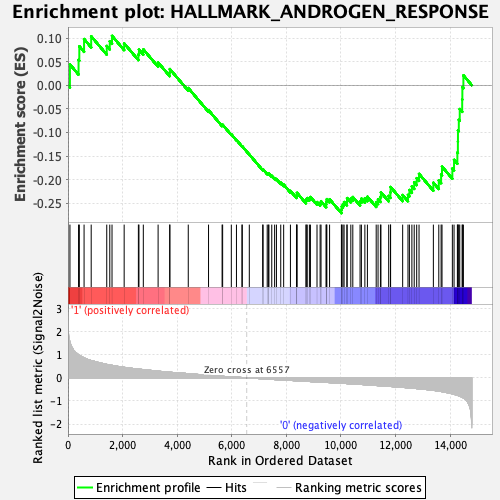 Enrichment plot: HALLMARK_ANDROGEN_RESPONSE
Enrichment score (ES)
0.10
0.05
0.00
-0.05
-0.10
-0.15
-0.20
-0.25
'1' (positively correlated)
Ranked list metric (Signal2Noise)
3
2
1
0
-1
-2
Zero cross at 6557
'0' (negatively correlated)
0
2,000
4,000
6,000
8,000
10,000
12,000
14,000
Rank in Ordered Dataset
Enrichment profile
Hits
Ranking metric scores